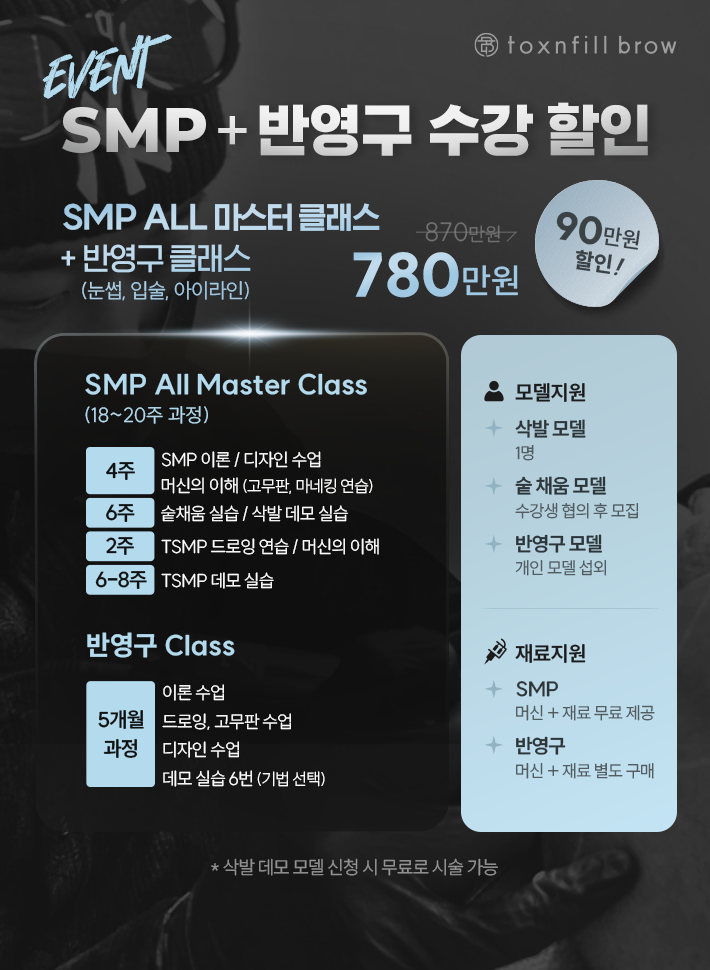 EVENT
toxnfill brow
SMP + 반영구 수강 할인
SMP ALL 마스터 클래스
+ 반영구 클래스
(눈썹, 입술, 아이라인)
870만원
780만원
90만원
할인!
SMP All Master Class
(18~20주 과정)
4주
SMP 이론 / 디자인 수업
머신의 이해 (고무판, 마네킹 연습)
6주
숱채움 실습 / 삭발 데모 실습
2주
TSMP 드로잉 연습 / 머신의 이해
6-8주
TSMP 데모 실습
반영구 Class
5개월
과정
이론 수업
드로잉, 고무판 수업
디자인 수업
데모 실습 6번 (기법 선택)
모델지원
삭발 모델
1명
숱 채움 모델
수강생 협의 후 모집
반영구 모델
개인 모델 섭외
재료지원
SMP
머신 + 재료 무료 제공
반영구
머신 + 재료 별도 구매
* 삭발 데모 모델 신청 시 무료로 시술 가능